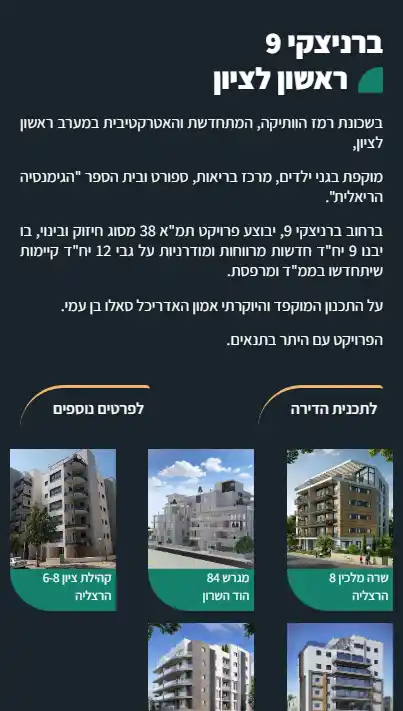 ברניצקי 9
ראשון לציון
בשכונת רמז הוותיקה, המתחדשת והאטרקטיבית במערב ראשון
לציון,
מוקפת בגני ילדים, מרכז בריאות, ספורט ובית הספר "הגימנסיה
הריאלית".
ברחוב ברניצקי 9, יבוצע פרויקט תמ"א 38 מסוג חיזוק ובינוי, בו
יבנו 9 יח"ד חדשות מרווחות ומודרניות על גבי 12 יח"ד קיימות
שיתחדשו בממ"ד ומרפסת.
על התכנון המוקפד והיוקרתי אמון האדריכל סאלו בן עמי.
הפרויקט עם היתר בתנאים.
לתכנית הדירה
לפרטים נוספים
שרה מלכין 8
הרצליה
מגרש 84
הוד השרון
קהילת ציון 6-8
הרצליה